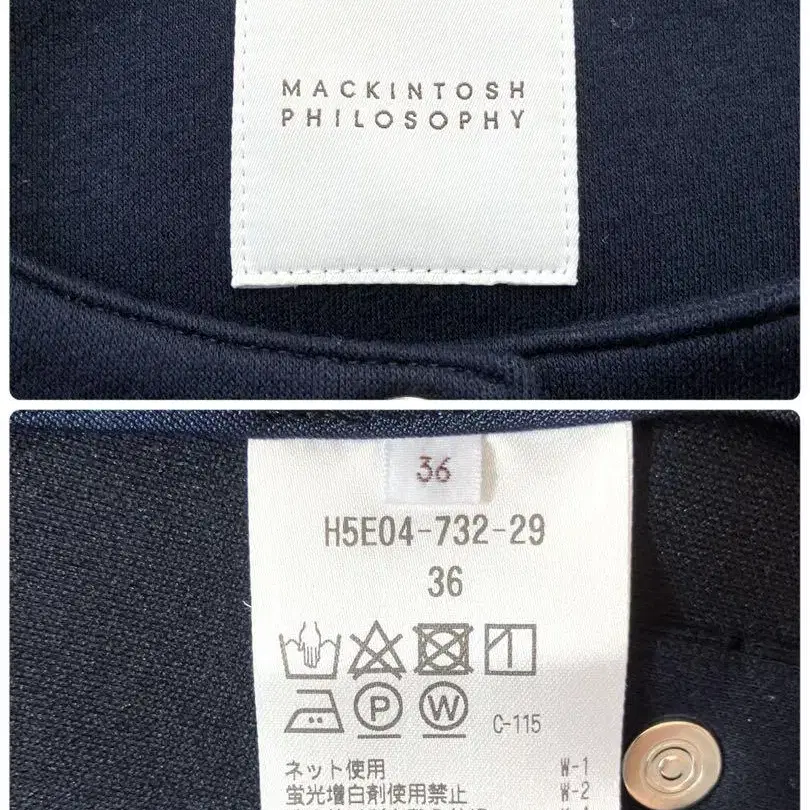 MACKINTOSH
PHILOSOPHY
36
H5E04-732-29
36
P W C-115
ネット使用 W-1
蛍光増白剤使用禁止 W-2